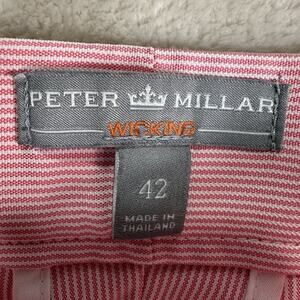 PETER MILLAR
WICKING
42
MADE IN
THAILAND